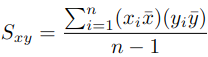 S_{xy} = \frac{\sum_{i=1}^{n}(x_i \bar{x})(y_i \bar{y})}{n-1}